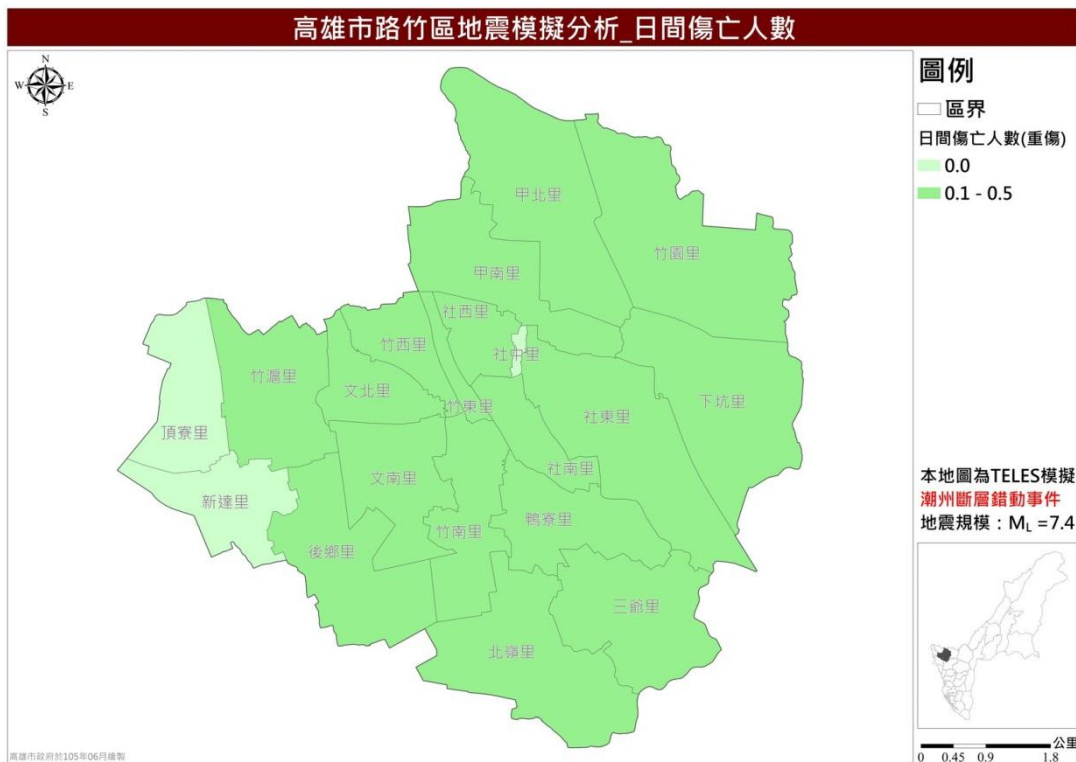 高雄市路竹區地震模擬分析_日間傷亡人數
N
W
E
S
圖例
區界
日間傷亡人數(重傷)
0.0
0.1 - 0.5
甲北里
竹園里
甲南里
社西里
竹西里
社中里
竹滬里
文北里
竹東里
社東里
下坑里
頂寮里
社南里
文南里
新達里
鴨寮里
竹南里
後鄉里
三爺里
北嶺里
本地圖為TELES模擬
潮州斷層錯動事件
地震規模：ML =7.4
公里
0 0.45 0.9 1.8
高雄市政府於105年06月繪製